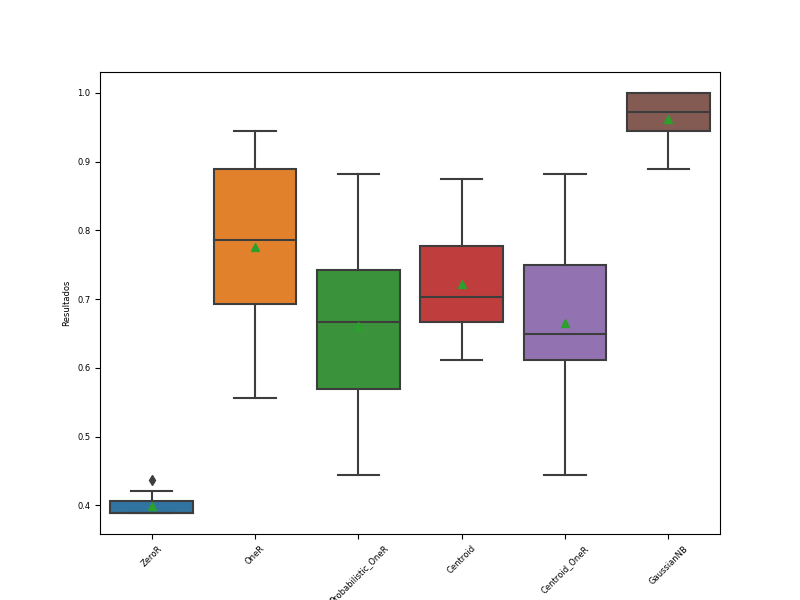 1.0
0.9
0.8
0.7
0.6
0.5
0.4
Resultados
ZeroR
OneR
Probabilistic_OneR
Centroid
Centroid_OneR
GaussianNB